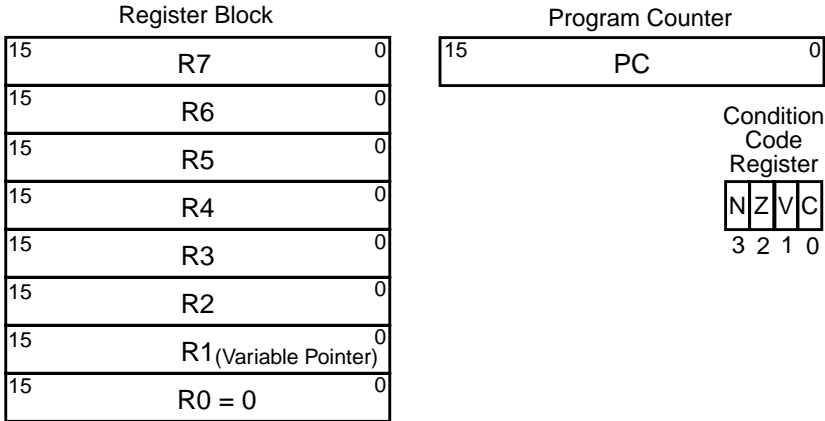 Register Block
15 R7 0
15 R6 0
15 R5 0
15 R4 0
15 R3 0
15 R2 0
15 R1(Variable Pointer) 0
15 R0 = 0 0
Program Counter
15 PC 0
Condition
Code
Register
N Z V C
3 2 1 0